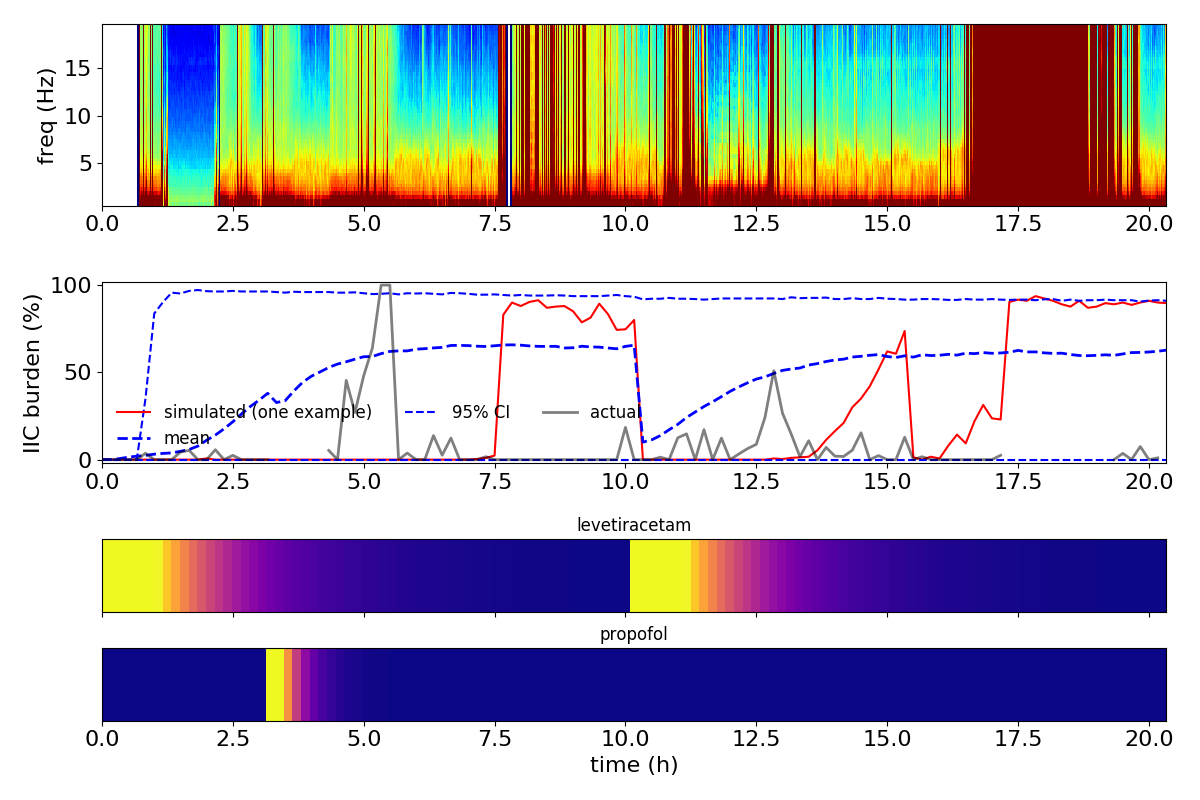 freq (Hz)
15
10
5
0.0 2.5 5.0 7.5 10.0 12.5 15.0 17.5 20.0
IIC burden (%)
100
50
0
simulated (one example) 95% CI actual
mean
0.0 2.5 5.0 7.5 10.0 12.5 15.0 17.5 20.0
levetiracetam
propofol
0.0 2.5 5.0 7.5 10.0 12.5 15.0 17.5 20.0
time (h)